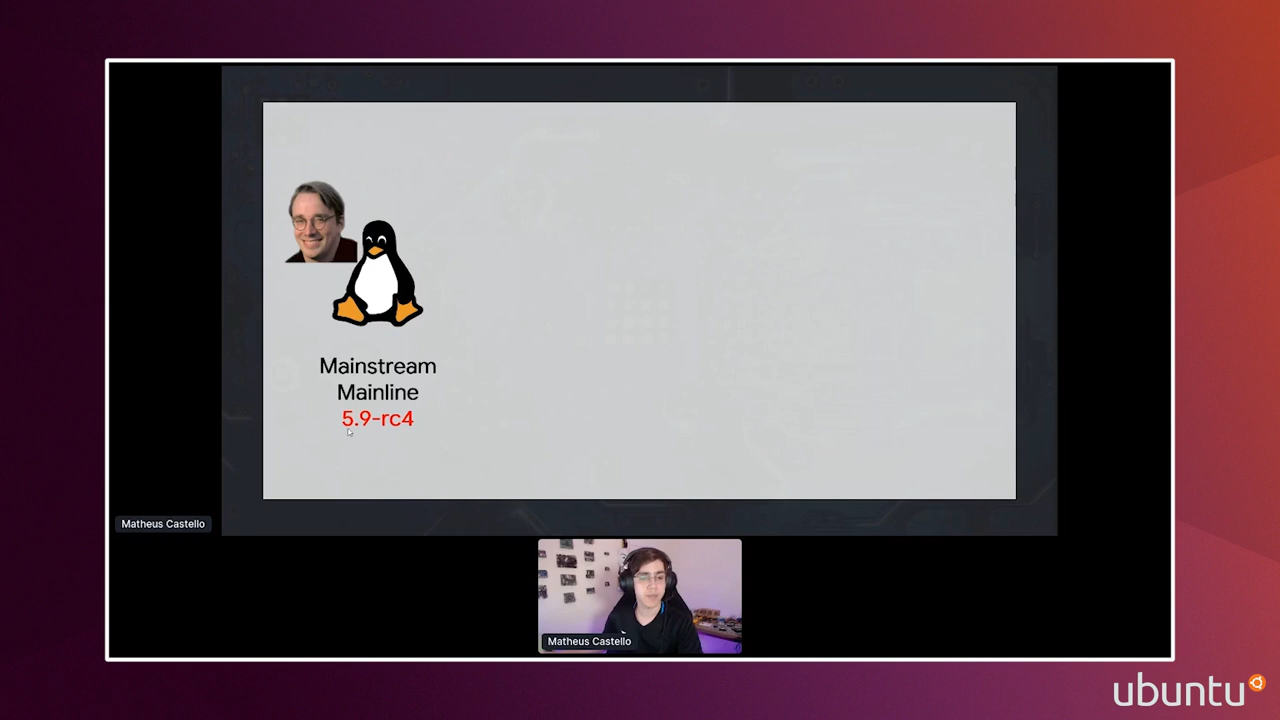 Mainstream
Mainline
5.9-rc4
Matheus Castello
Matheus Castello
ubuntu